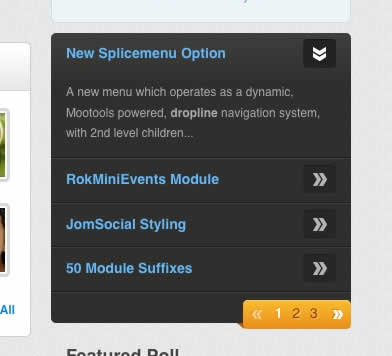 New Splicemenu Option
A new menu which operates as a dynamic,
Mootools powered, dropline navigation system,
with 2nd level children...
RokMiniEvents Module
JomSocial Styling
50 Module Suffixes
All
« 1 2 3 »
Featured Poll